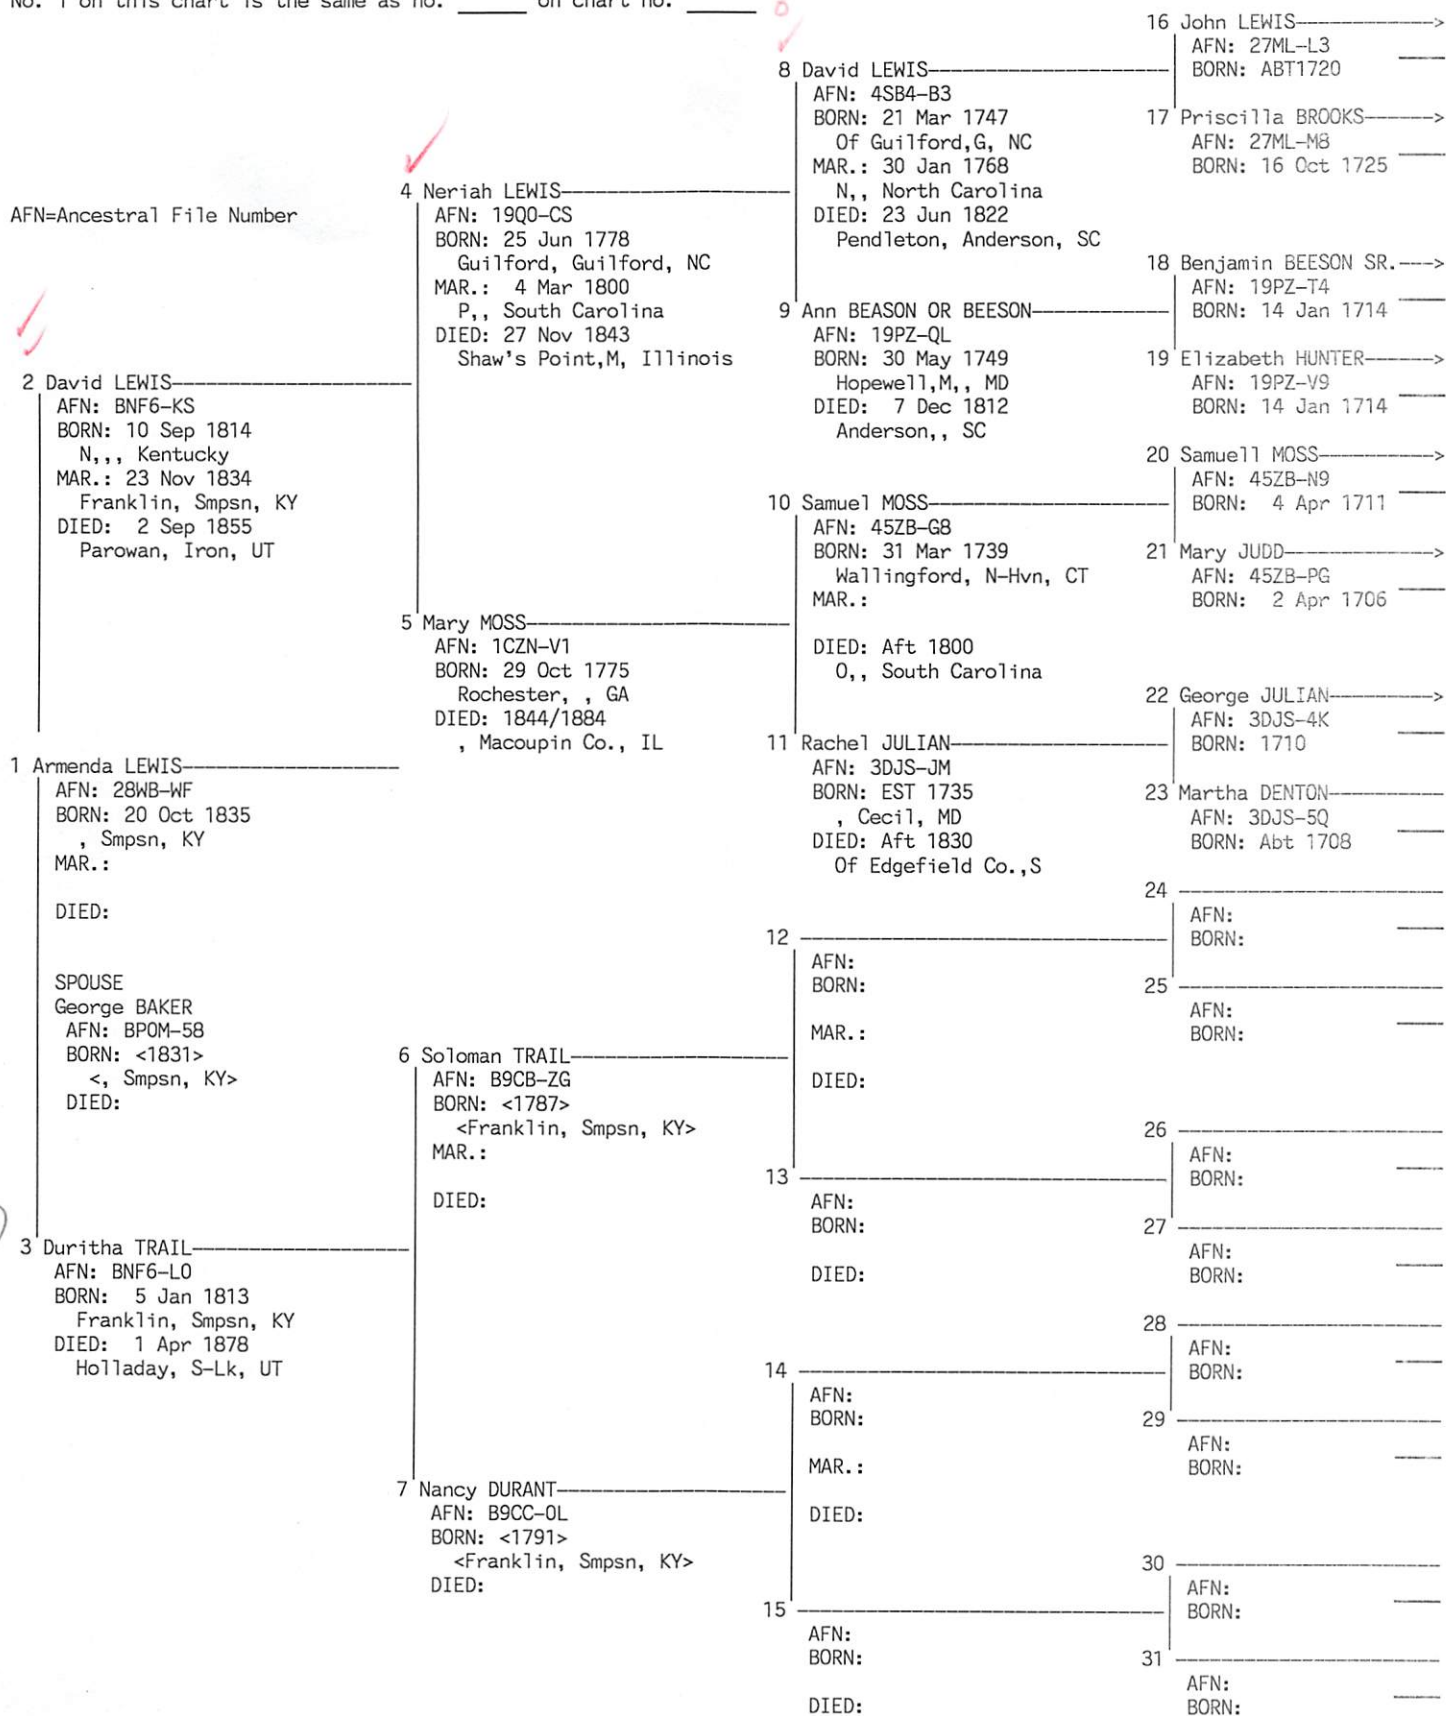 No. 1 on this chart is the same as no. ______ on chart no. ______
AFN=Ancestral File Number
1 Armenda LEWIS
AFN: 28WB-WF
BORN: 20 Oct 1835
, Smpsn, KY
MAR.:
DIED:
SPOUSE
George BAKER
AFN: BP0M-58
BORN: <1831>
<, Smpsn, KY>
DIED:
2 David LEWIS
AFN: BNF6-KS
BORN: 10 Sep 1814
N,,, Kentucky
MAR.: 23 Nov 1834
Franklin, Smpsn, KY
DIED: 2 Sep 1855
Parowan, Iron, UT
3 Duritha TRAIL
AFN: BNF6-L0
BORN: 5 Jan 1813
Franklin, Smpsn, KY
DIED: 1 Apr 1878
Holladay, S-Lk, UT
4 Neriah LEWIS
AFN: 19Q0-CS
BORN: 25 Jun 1778
Guilford, Guilford, NC
MAR.: 4 Mar 1800
P,, South Carolina
DIED: 27 Nov 1843
Shaw's Point,M, Illinois
5 Mary MOSS
AFN: 1CZN-V1
BORN: 29 Oct 1775
Rochester, , GA
DIED: 1844/1884
, Macoupin Co., IL
6 Soloman TRAIL
AFN: B9CB-ZG
BORN: <1787>
<Franklin, Smpsn, KY>
MAR.:
DIED:
7 Nancy DURANT
AFN: B9CC-0L
BORN: <1791>
<Franklin, Smpsn, KY>
DIED:
8 David LEWIS
AFN: 4SB4-B3
BORN: 21 Mar 1747
Of Guilford,G, NC
MAR.: 30 Jan 1768
N,, North Carolina
DIED: 23 Jun 1822
Pendleton, Anderson, SC
9 Ann BEASON OR BEESON
AFN: 19PZ-QL
BORN: 30 May 1749
Hopewell,M,, MD
DIED: 7 Dec 1812
Anderson,, SC
10 Samuel MOSS
AFN: 45ZB-G8
BORN: 31 Mar 1739
Wallingford, N-Hvn, CT
MAR.:
DIED: Aft 1800
O,, South Carolina
11 Rachel JULIAN
AFN: 3DJS-JM
BORN: EST 1735
, Cecil, MD
DIED: Aft 1830
Of Edgefield Co.,S
12
AFN:
BORN:
MAR.:
DIED:
13
AFN:
BORN:
DIED:
14
AFN:
BORN:
MAR.:
DIED:
15
AFN:
BORN:
DIED:
16 John LEWIS------------>
AFN: 27ML-L3
BORN: ABT1720
17 Priscilla BROOKS------>
AFN: 27ML-M8
BORN: 16 Oct 1725
18 Benjamin BEESON SR.--->
AFN: 19PZ-T4
BORN: 14 Jan 1714
19 Elizabeth HUNTER------>
AFN: 19PZ-V9
BORN: 14 Jan 1714
20 Samuell MOSS---------->
AFN: 45ZB-N9
BORN: 4 Apr 1711
21 Mary JUDD------------->
AFN: 45ZB-PG
BORN: 2 Apr 1706
22 George JULIAN--------->
AFN: 3DJS-4K
BORN: 1710
23 Martha DENTON
AFN: 3DJS-5Q
BORN: Abt 1708
24
AFN:
BORN:
25
AFN:
BORN:
26
AFN:
BORN:
27
AFN:
BORN:
28
AFN:
BORN:
29
AFN:
BORN:
30
AFN:
BORN:
31
AFN:
BORN: